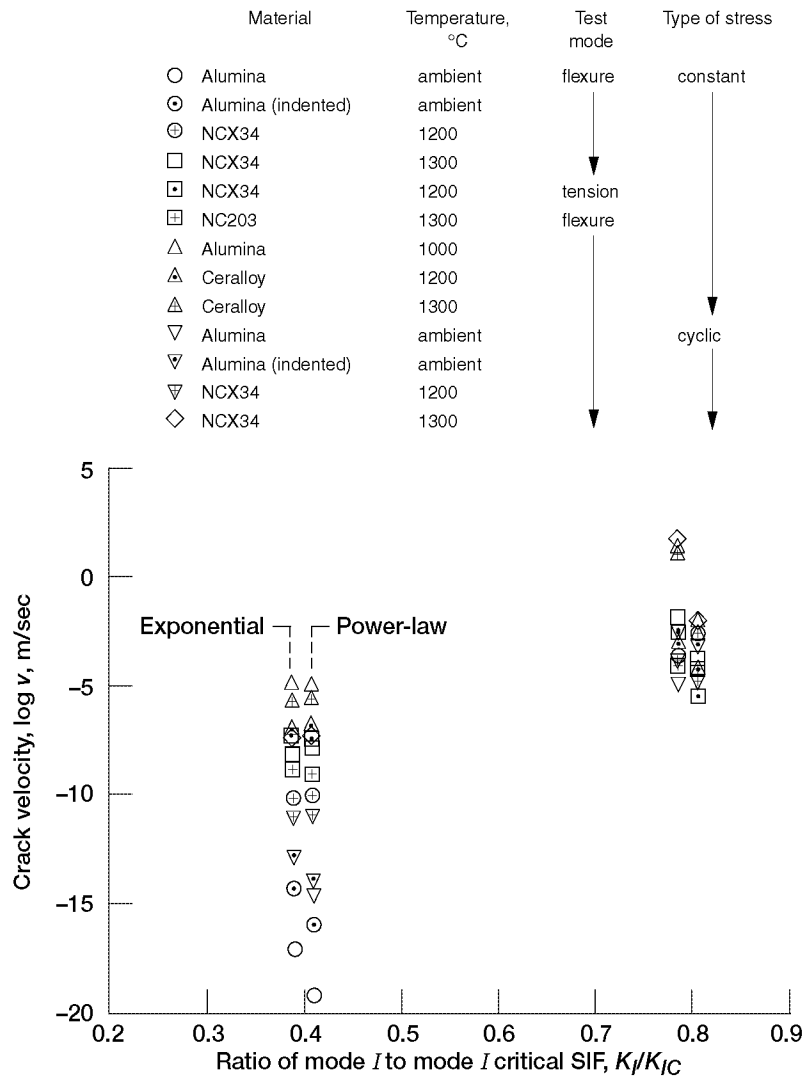 Material Temperature, °C Test mode Type of stress
Alumina ambient flexure constant
Alumina (indented) ambient
NCX34 1200
NCX34 1300
NCX34 1200 tension
NC203 1300 flexure
Alumina 1000
Ceralloy 1200
Ceralloy 1300
Alumina ambient cyclic
Alumina (indented) ambient
NCX34 1200
NCX34 1300
5
0
Exponential Power-law
–5
–10
–15
–20
Crack velocity, log v, m/sec
0.2 0.3 0.4 0.5 0.6 0.7 0.8 0.9
Ratio of mode I to mode I critical SIF, KI/KIC